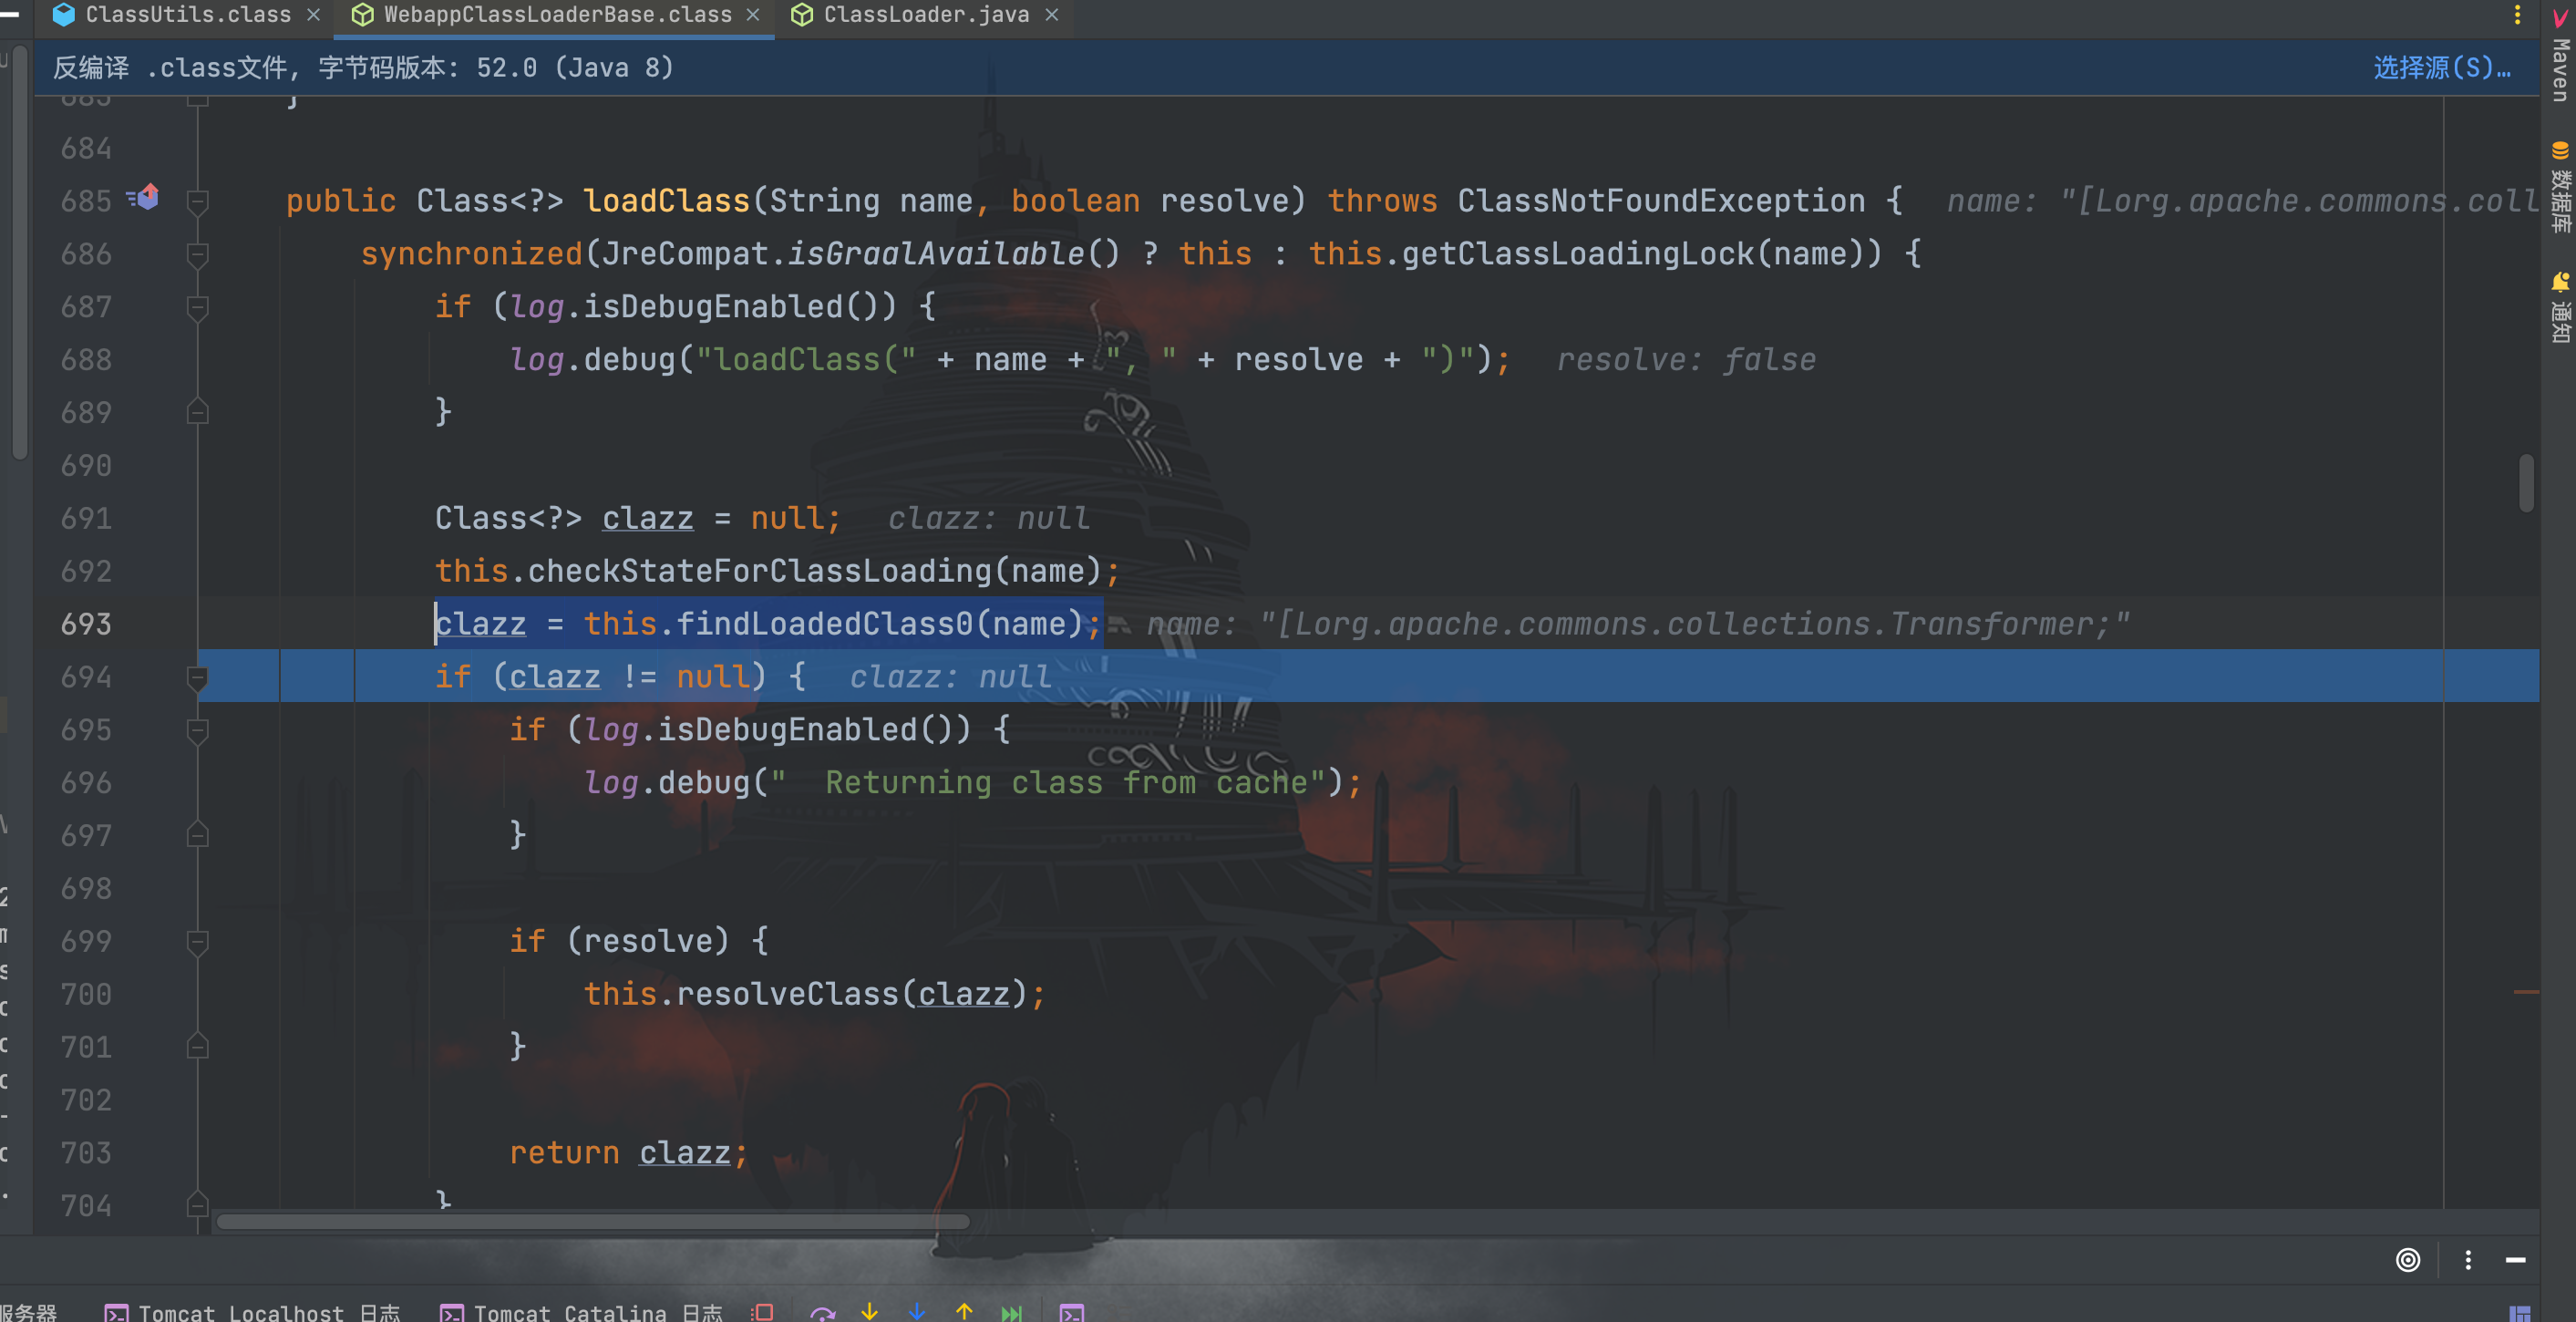 ClassUtils.class WebappClassLoaderBase.class ClassLoader.java
反编译 .class文件, 字节码版本: 52.0 (Java 8) 选择源(S)…
683 }
684
685 public Class<?> loadClass(String name, boolean resolve) throws ClassNotFoundException { name: "[Lorg.apache.commons.coll
686 synchronized(JreCompat.isGraalAvailable() ? this : this.getClassLoadingLock(name)) {
687 if (log.isDebugEnabled()) {
688 log.debug("loadClass(" + name + ", " + resolve + ")"); resolve: false
689 }
690
691 Class<?> clazz = null; clazz: null
692 this.checkStateForClassLoading(name);
693 clazz = this.findLoadedClass0(name); name: "[Lorg.apache.commons.collections.Transformer;"
694 if (clazz != null) { clazz: null
695 if (log.isDebugEnabled()) {
696 log.debug("  Returning class from cache");
697 }
698
699 if (resolve) {
700 this.resolveClass(clazz);
701 }
702
703 return clazz;
704 }
服务器 Tomcat Localhost 日志 Tomcat Catalina 日志
Maven
数据库
通知